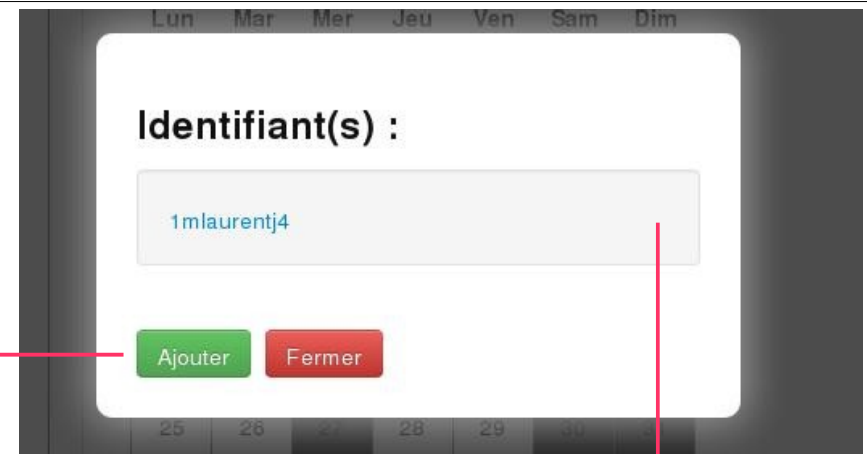 Lun Mar Mer Jeu Ven Sam Dim
Identifiant(s) :
1mlaurentj4
Ajouter Fermer
25 26 27 28 29 30